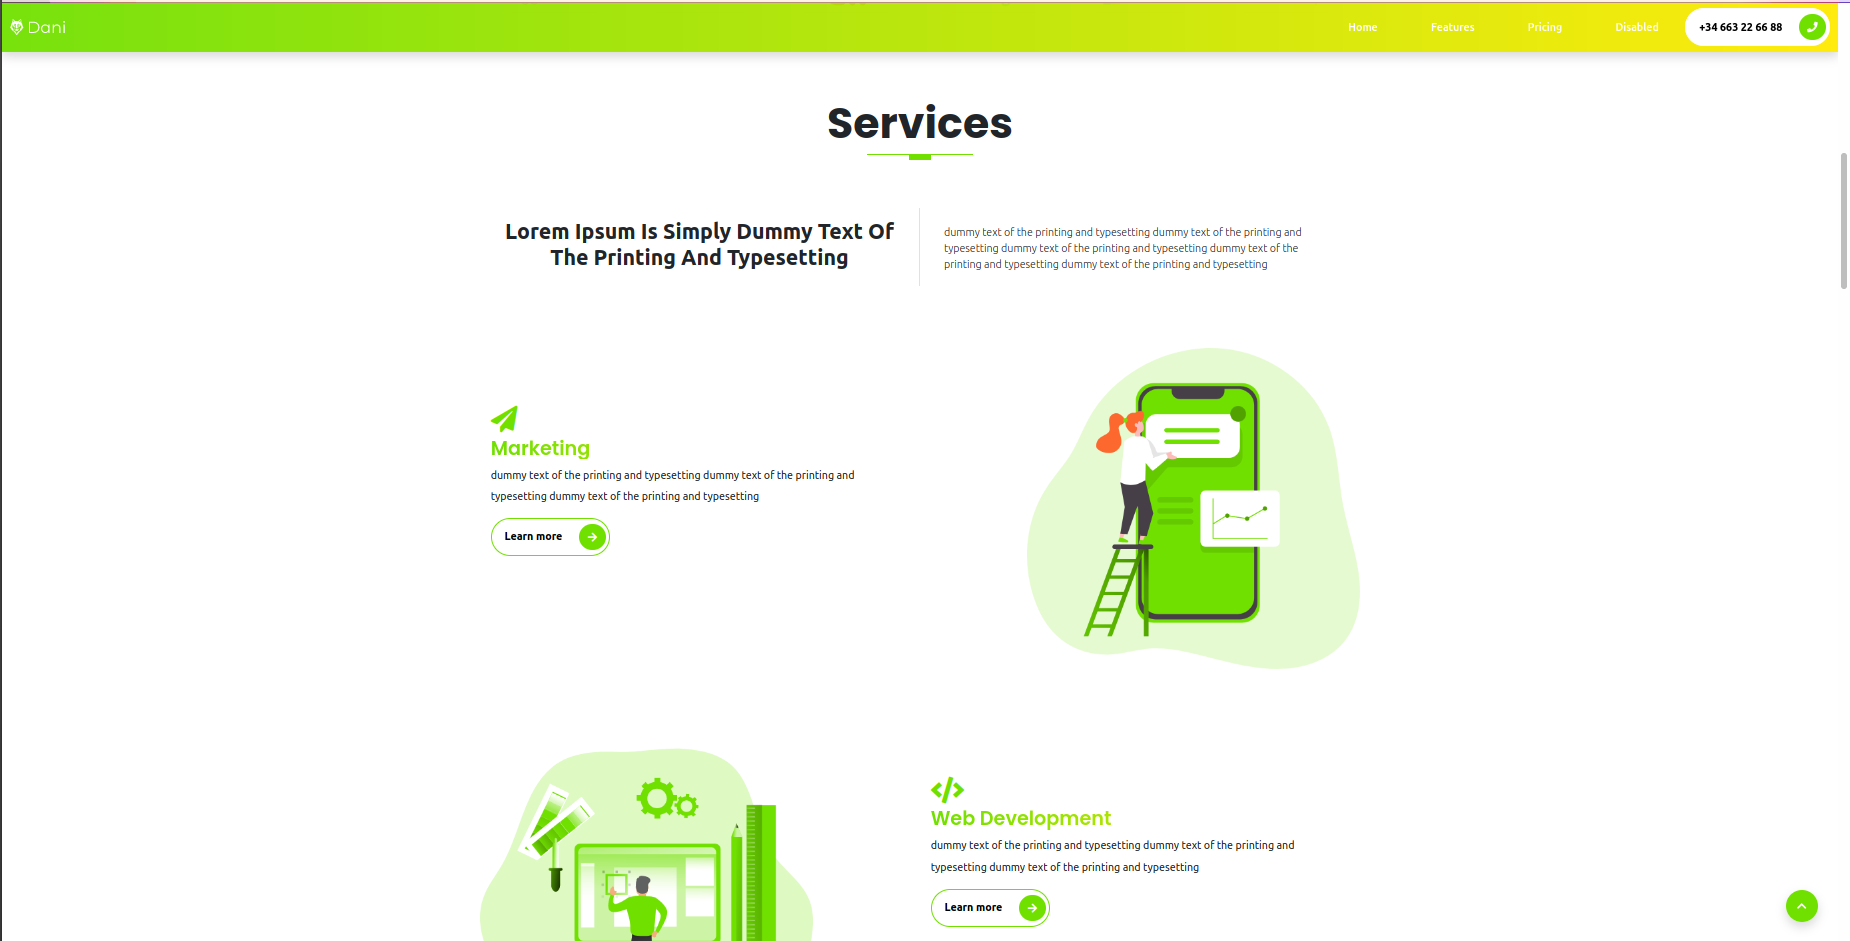 Dani
Home Features Pricing Disabled +34 663 22 66 88
Services
Lorem Ipsum Is Simply Dummy Text Of
The Printing And Typesetting
dummy text of the printing and typesetting dummy text of the printing and
typesetting dummy text of the printing and typesetting dummy text of the
printing and typesetting dummy text of the printing and typesetting
Marketing
dummy text of the printing and typesetting dummy text of the printing and
typesetting dummy text of the printing and typesetting
Learn more
Web Development
dummy text of the printing and typesetting dummy text of the printing and
typesetting dummy text of the printing and typesetting
Learn more